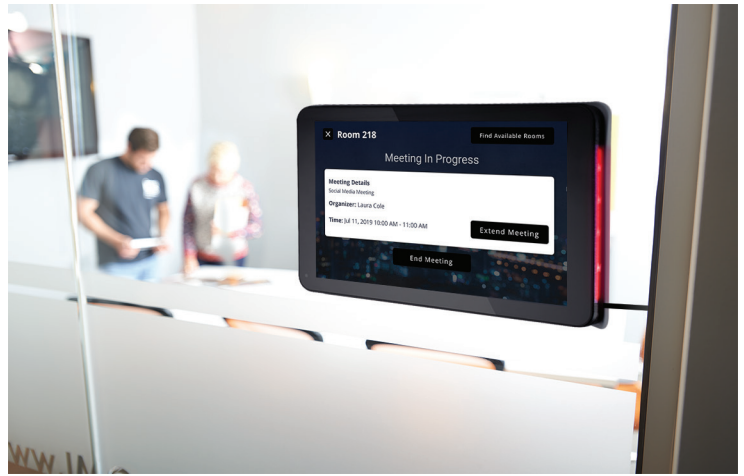 Room 218
Find Available Rooms
Meeting In Progress
Meeting Details
Social Media Meeting
Organizer: Laura Cole
Time: Jul 11, 2019 10:00 AM - 11:00 AM
Extend Meeting
End Meeting